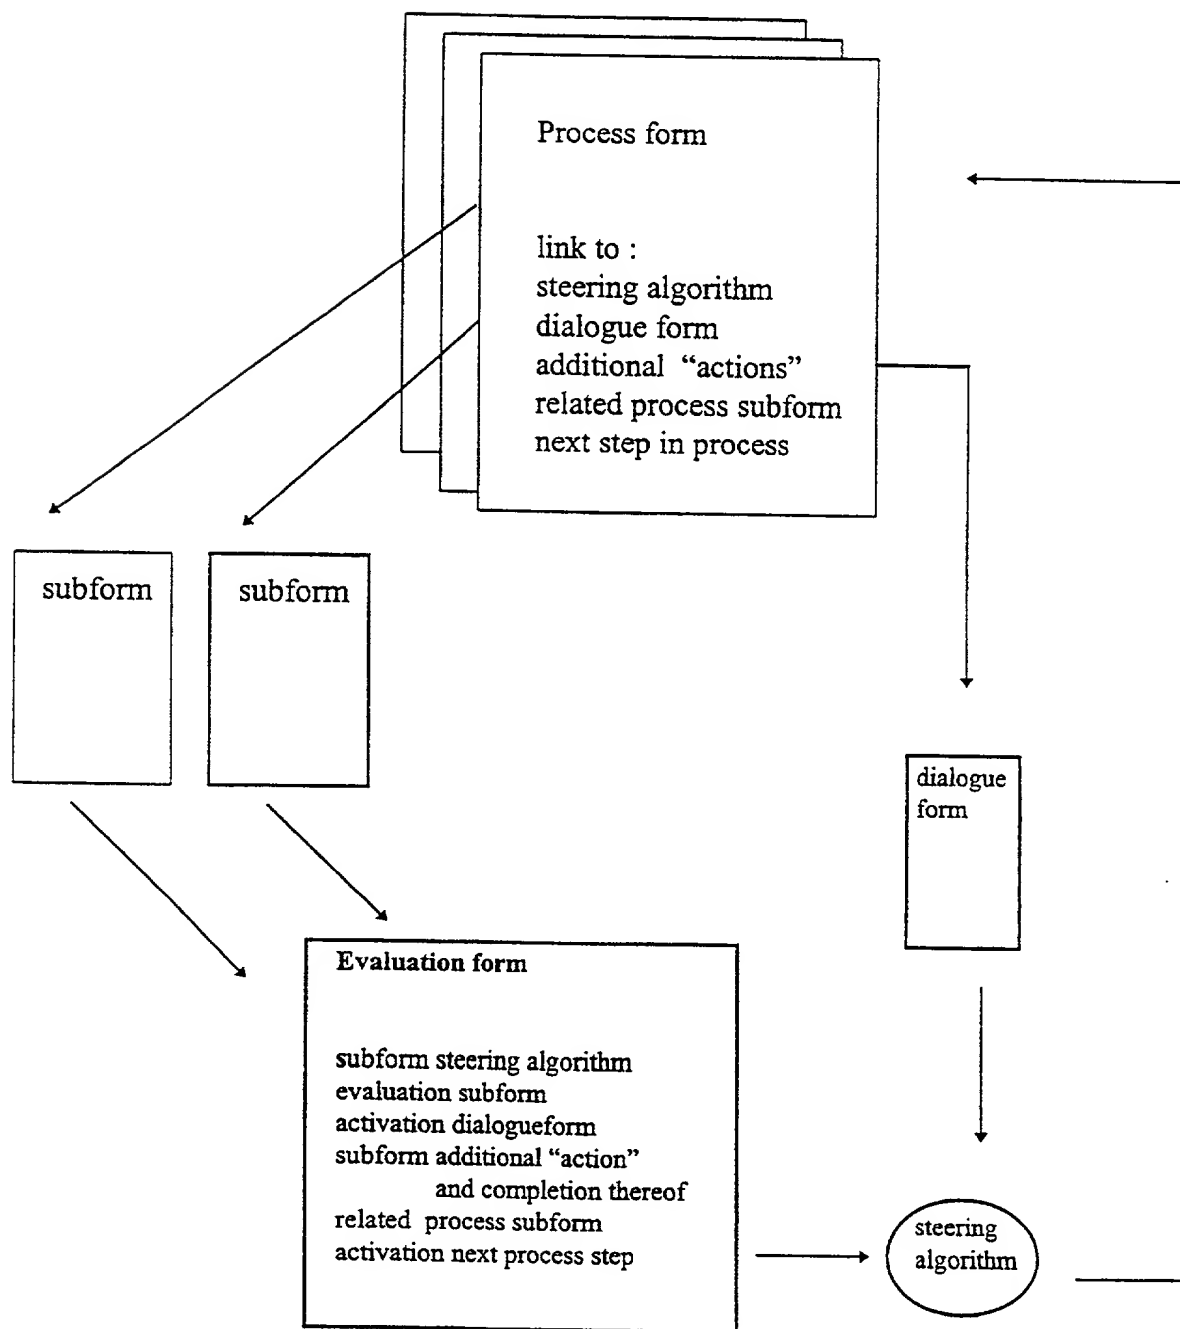 Process form
link to :
steering algorithm
dialogue form
additional “actions”
related process subform
next step in process
subform
subform
dialogue
form
Evaluation form
subform steering algorithm
evaluation subform
activation dialogueform
subform additional “action”
and completion thereof
related process subform
activation next process step
steering
algorithm